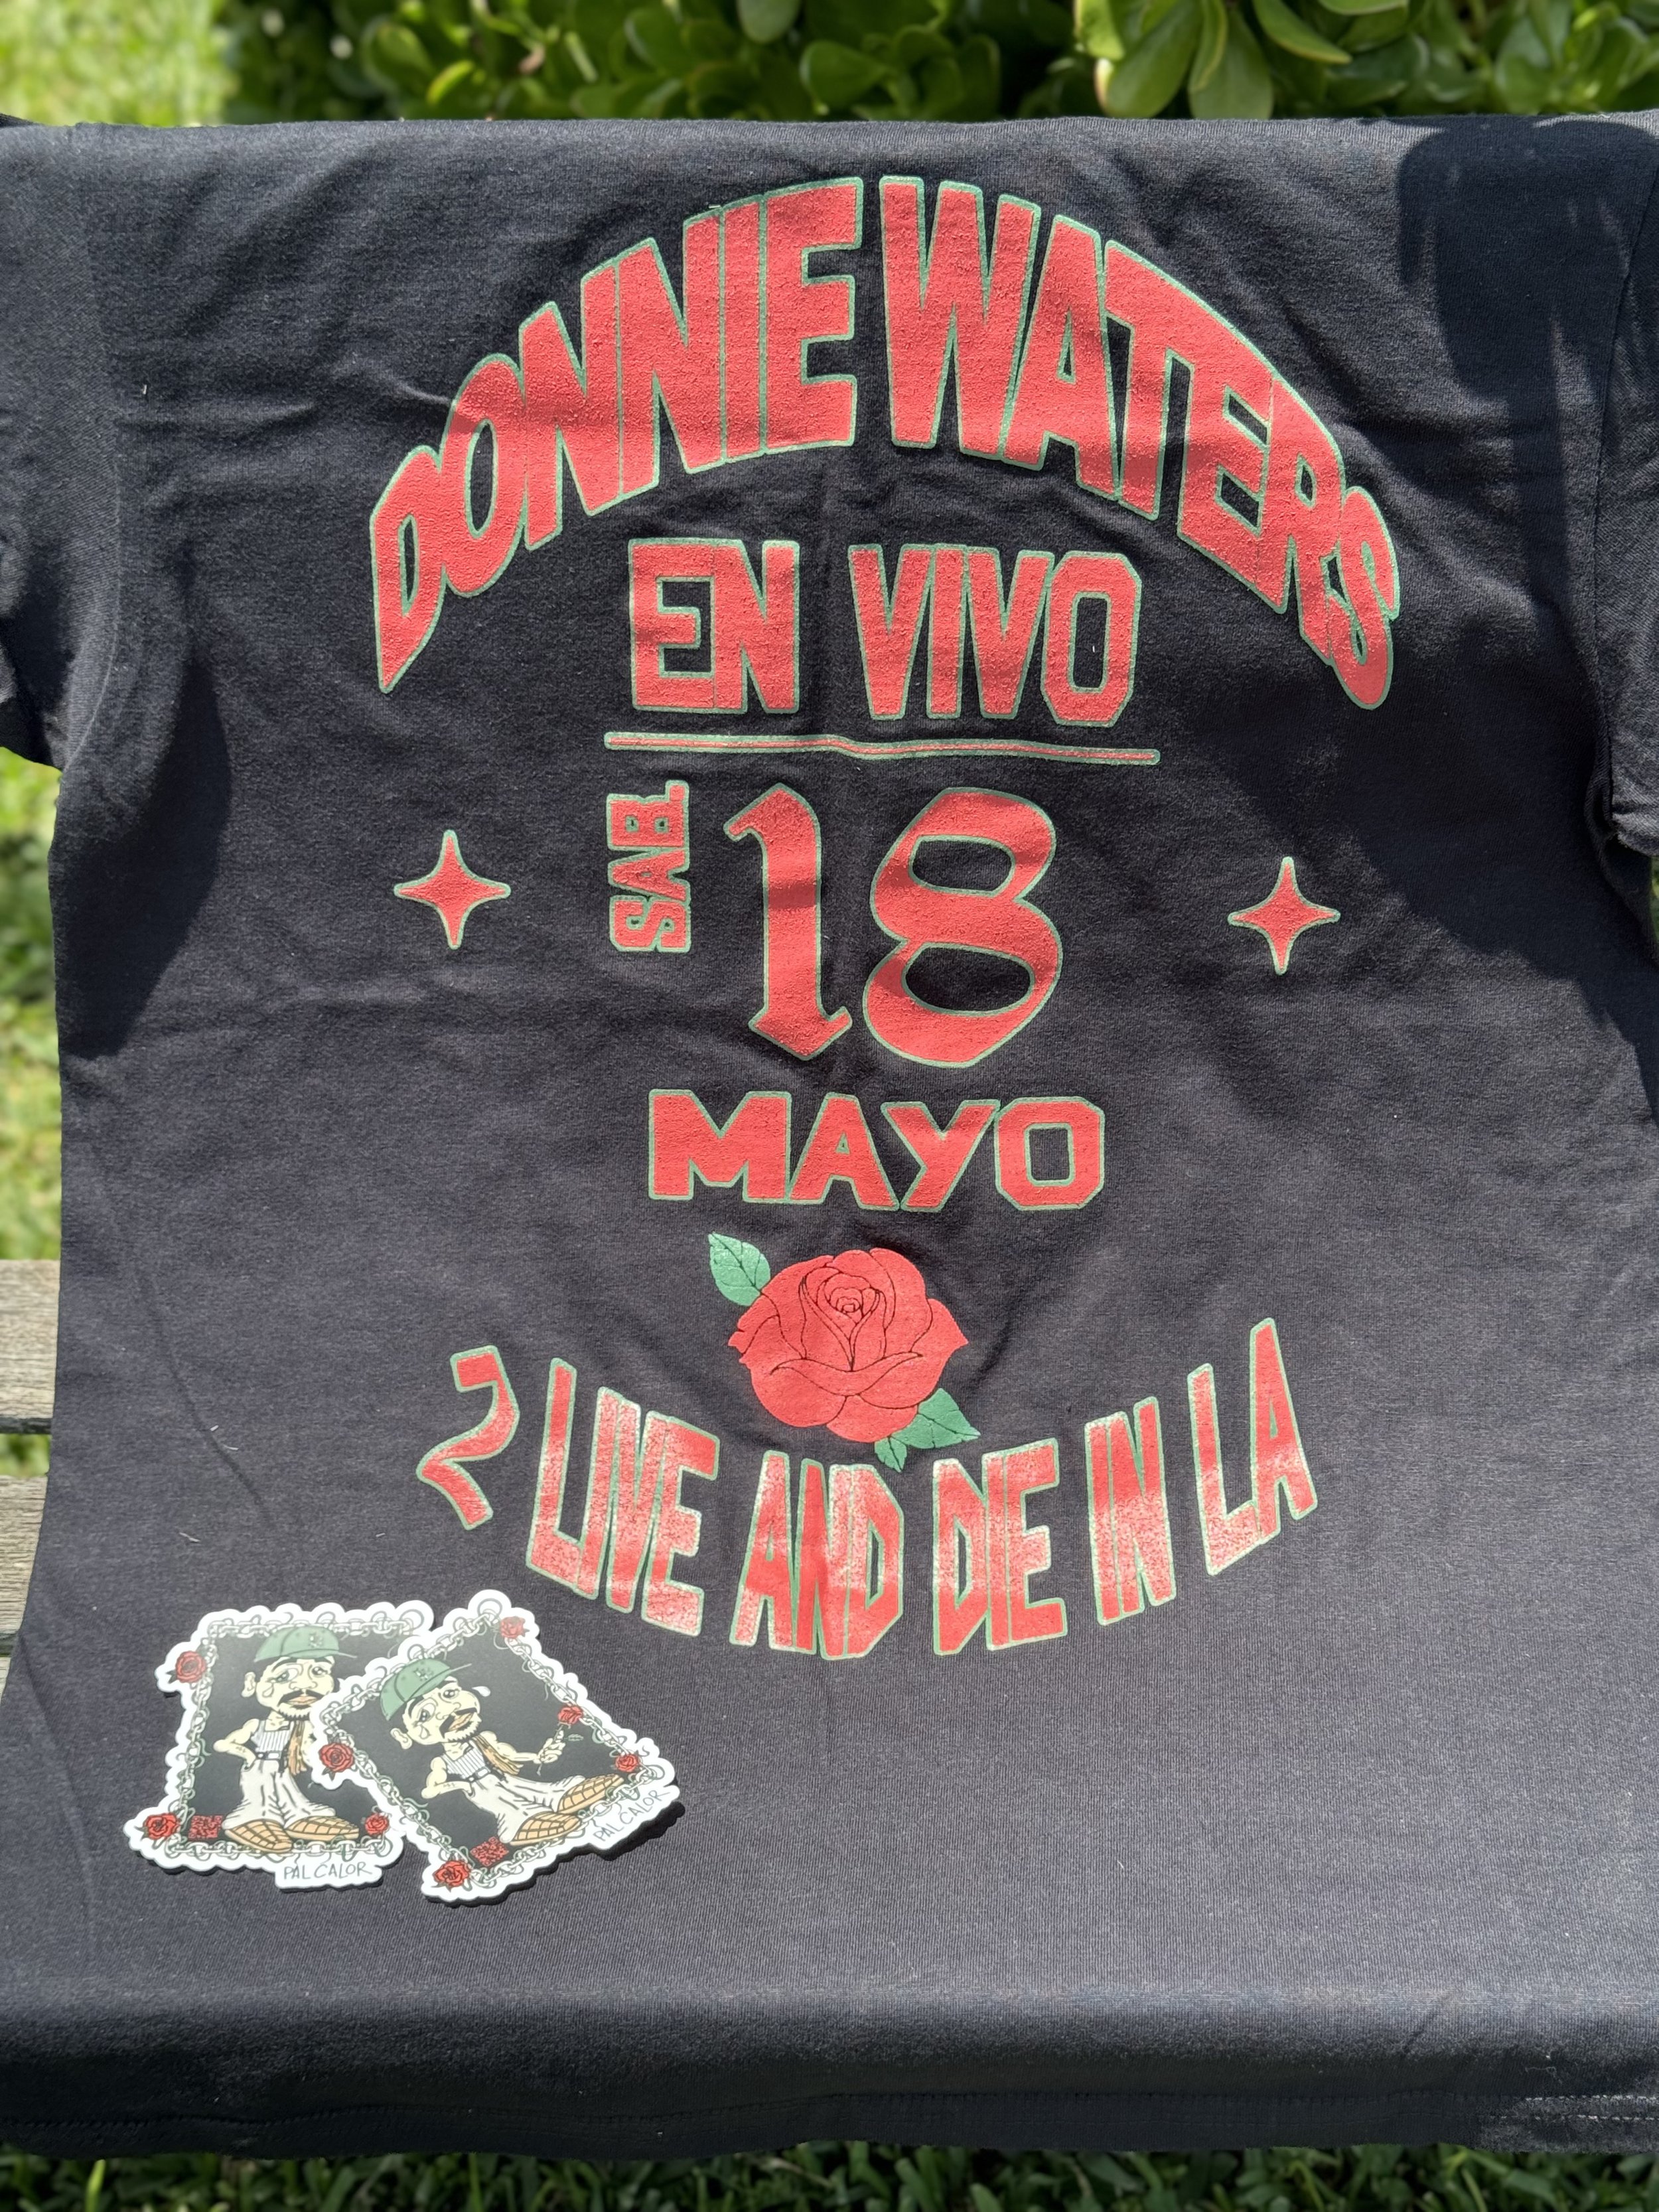 DONNIE WATERS
EN VIVO
SAB.
18
MAYO
2 LIVE AND DIE IN LA
PAL CALOR
PAL CALOR